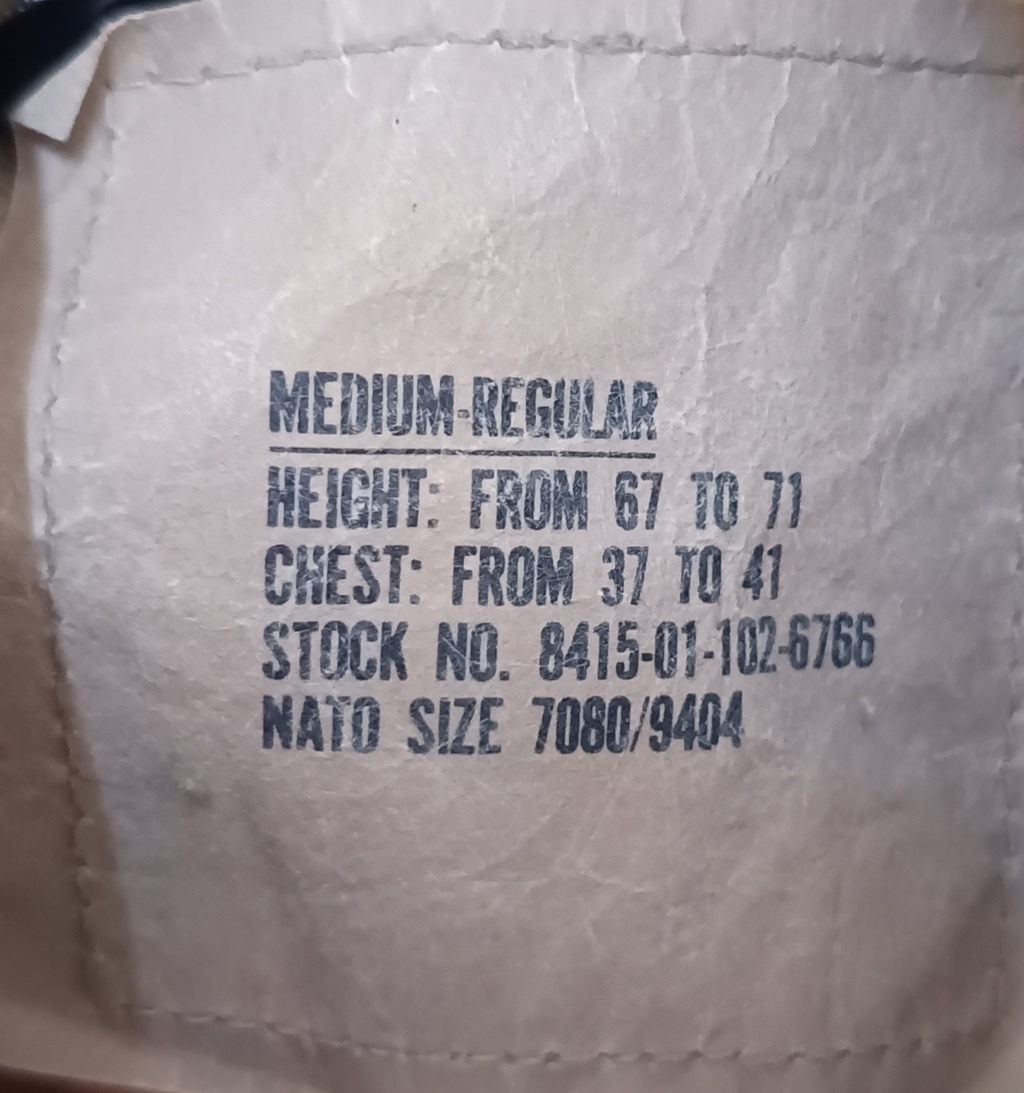 MEDIUM-REGULAR
HEIGHT: FROM 67 TO 71
CHEST: FROM 37 TO 41
STOCK NO. 8415-01-102-6766
NATO SIZE 7080/9404